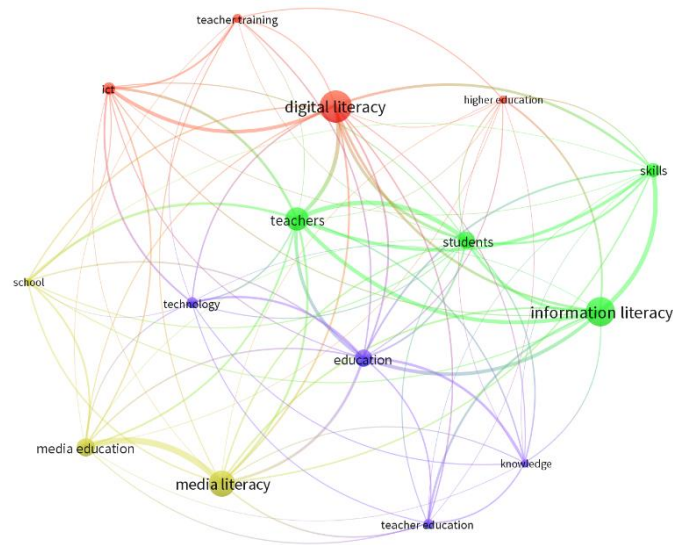 teacher training
ict
digital literacy
higher education
skills
teachers
students
school
technology
information literacy
education
media education
knowledge
media literacy
teacher education